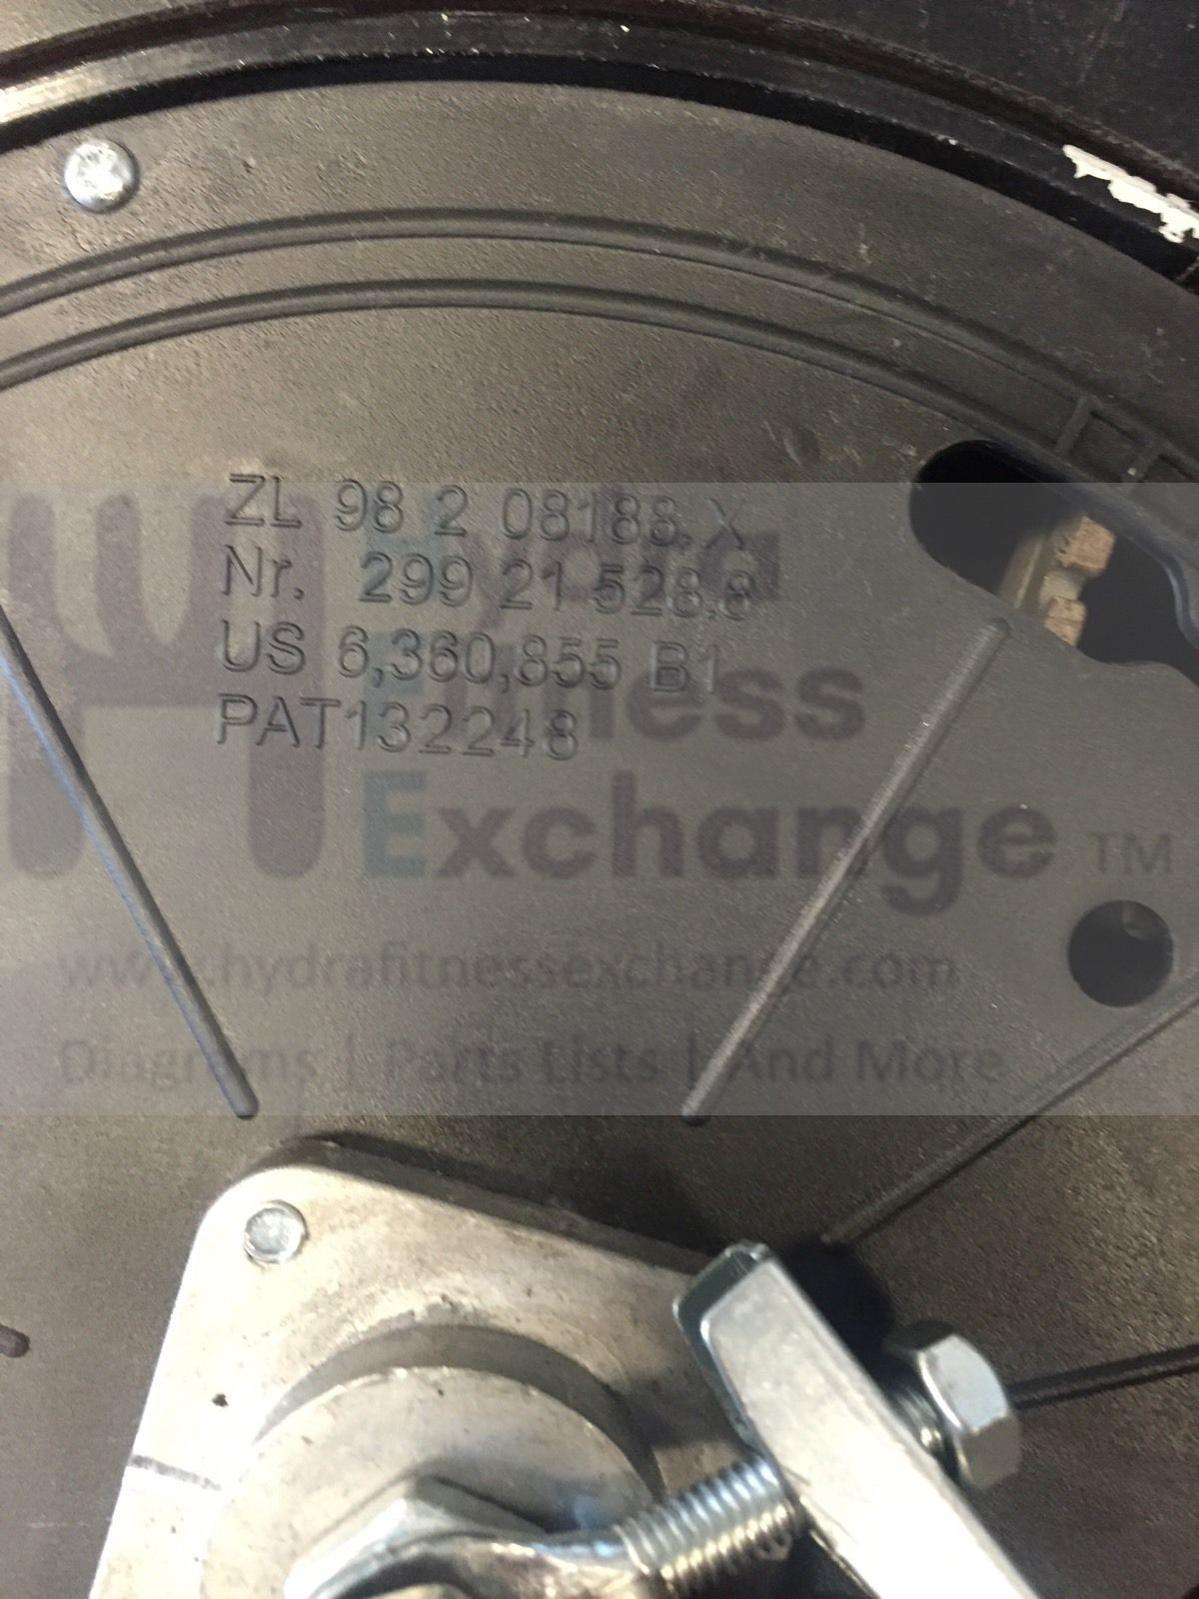 ZL 98 2 08188.X
Nr. 299 21 528.8
US 6,360,855 B1
PAT132248
Hydra
Fitness
Exchange TM
www.hydrafitnessexchange.com
Diagrams | Parts Lists | And More